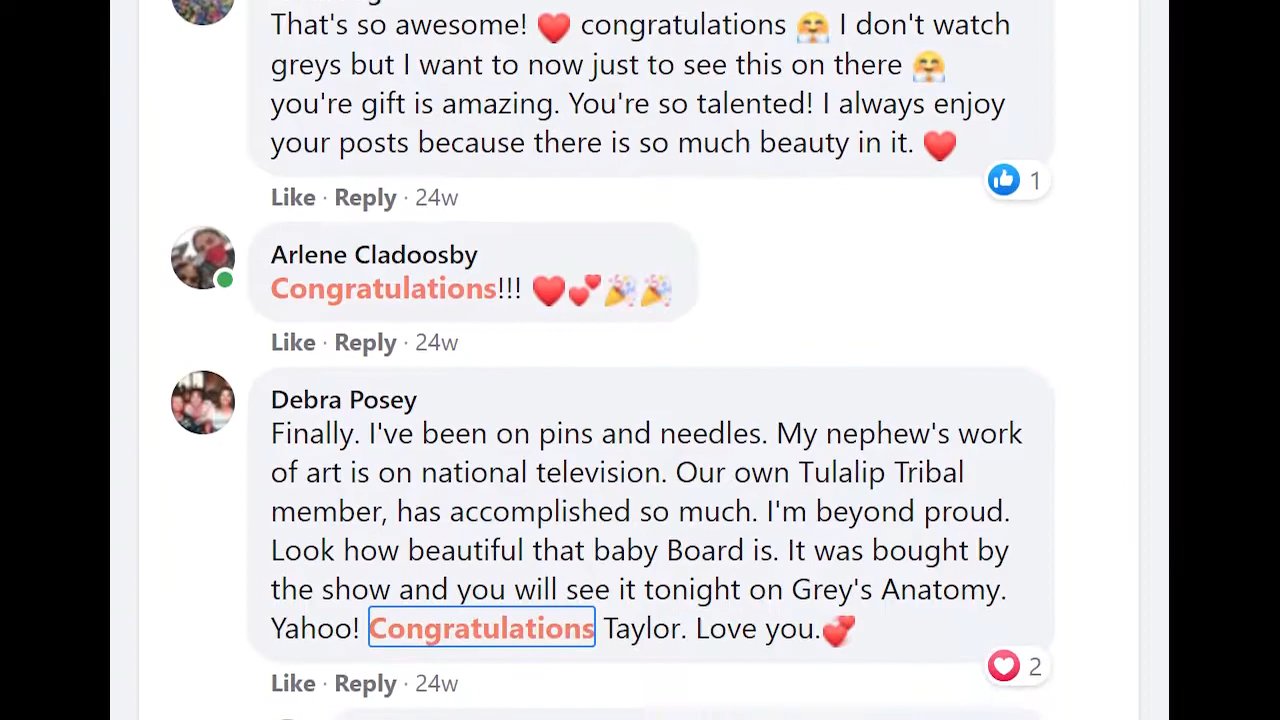 That's so awesome! ❤️ congratulations 🤗 I don't watch
greys but I want to now just to see this on there 🤗
you're gift is amazing. You're so talented! I always enjoy
your posts because there is so much beauty in it. ❤️
1
Like · Reply · 24w
Arlene Cladoosby
Congratulations!!! ❤️💕🎉🎉
Like · Reply · 24w
Debra Posey
Finally. I've been on pins and needles. My nephew's work
of art is on national television. Our own Tulalip Tribal
member, has accomplished so much. I'm beyond proud.
Look how beautiful that baby Board is. It was bought by
the show and you will see it tonight on Grey's Anatomy.
Yahoo! Congratulations Taylor. Love you.💕
2
Like · Reply · 24w